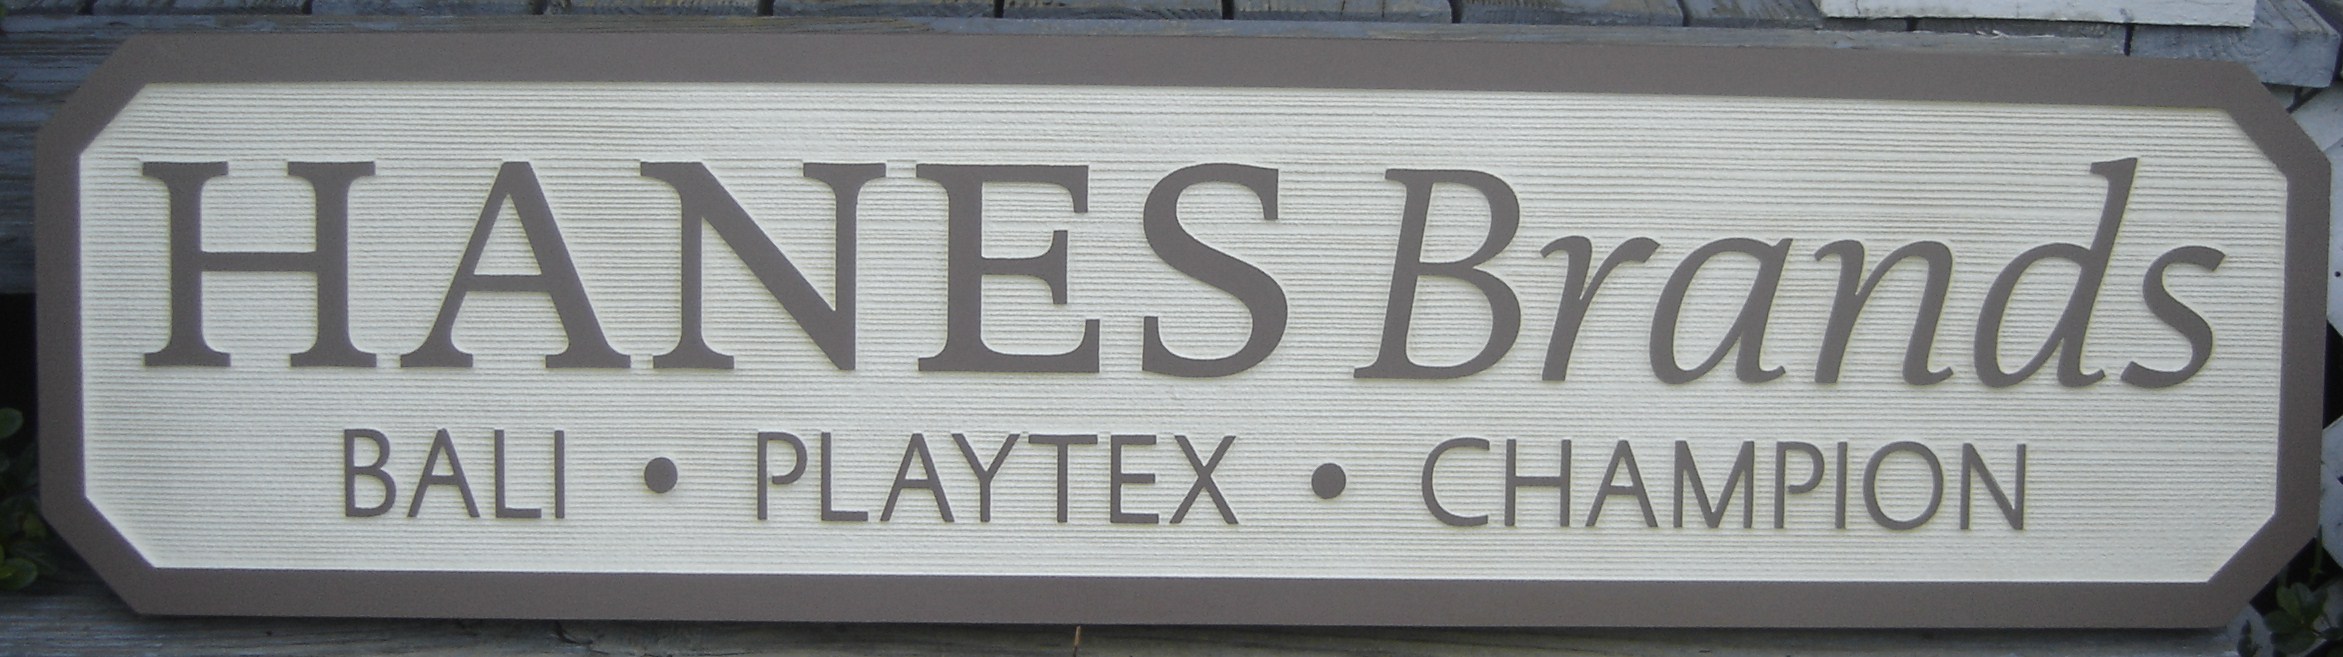 HANES Brands
BALI • PLAYTEX • CHAMPION